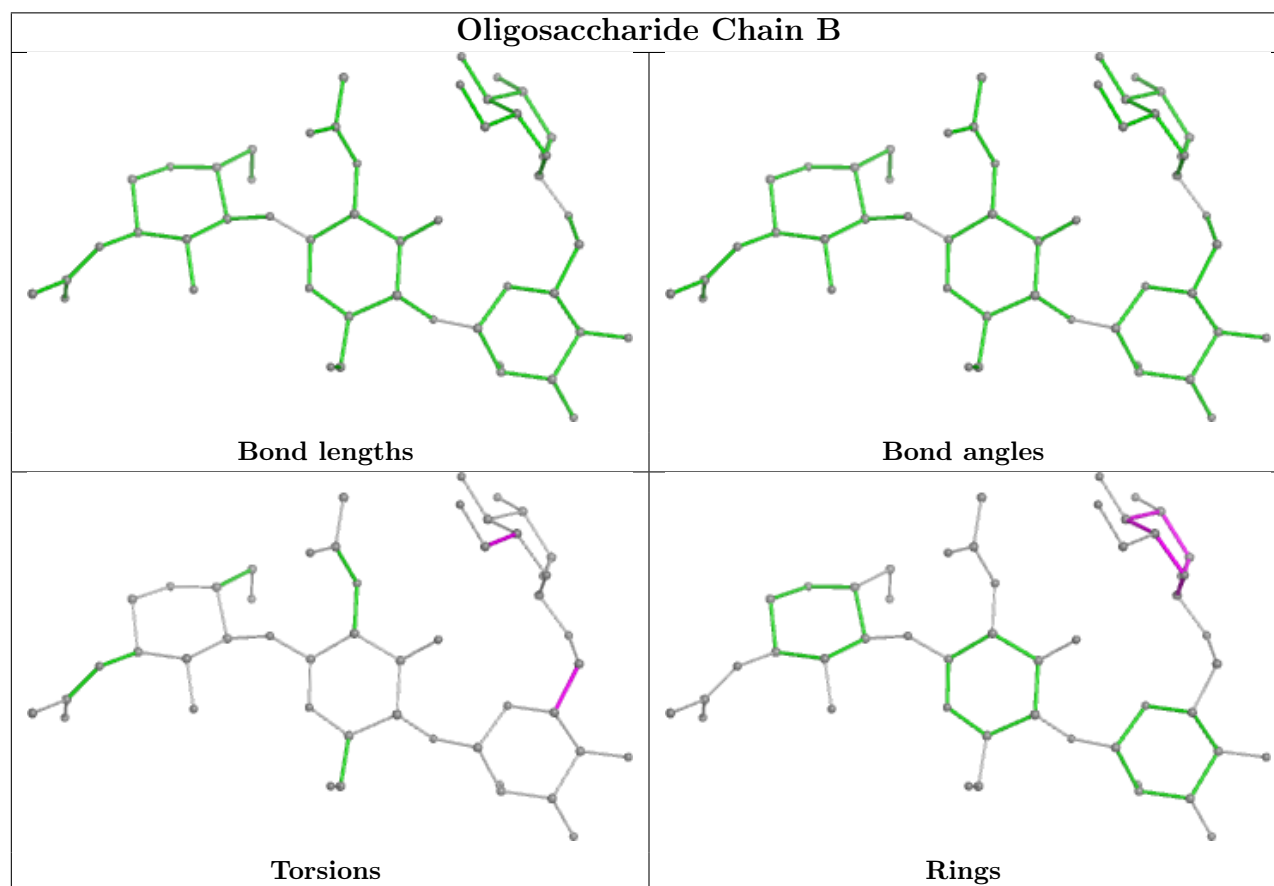 Oligosaccharide Chain B
Bond lengths
Bond angles
Torsions
Rings